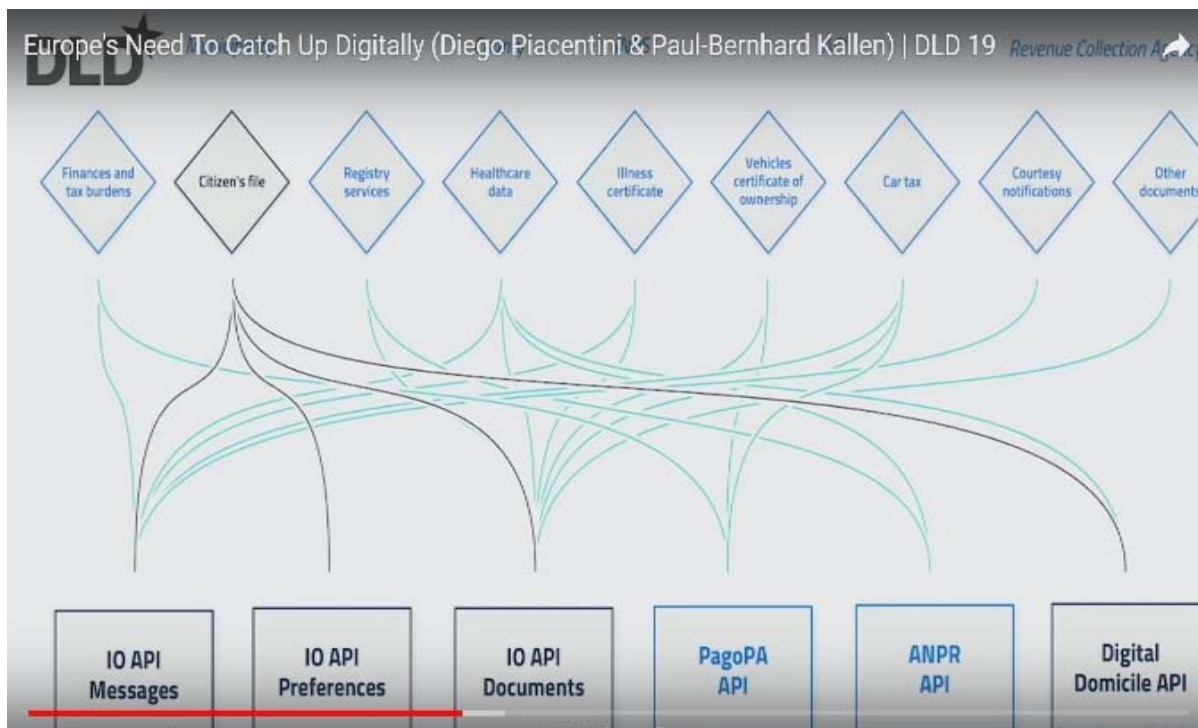 Europe's Need To Catch Up Digitally (Diego Piacentini & Paul-Bernhard Kallen) | DLD 19
DLD
Revenue Collection
Finances and
tax burdens
Citizen's file
Registry
services
Healthcare
data
Illness
certificate
Vehicles
certificate of
ownership
Car tax
Courtesy
notifications
Other
documents
IO API
Messages
IO API
Preferences
IO API
Documents
PagoPA
API
ANPR
API
Digital
Domicile API